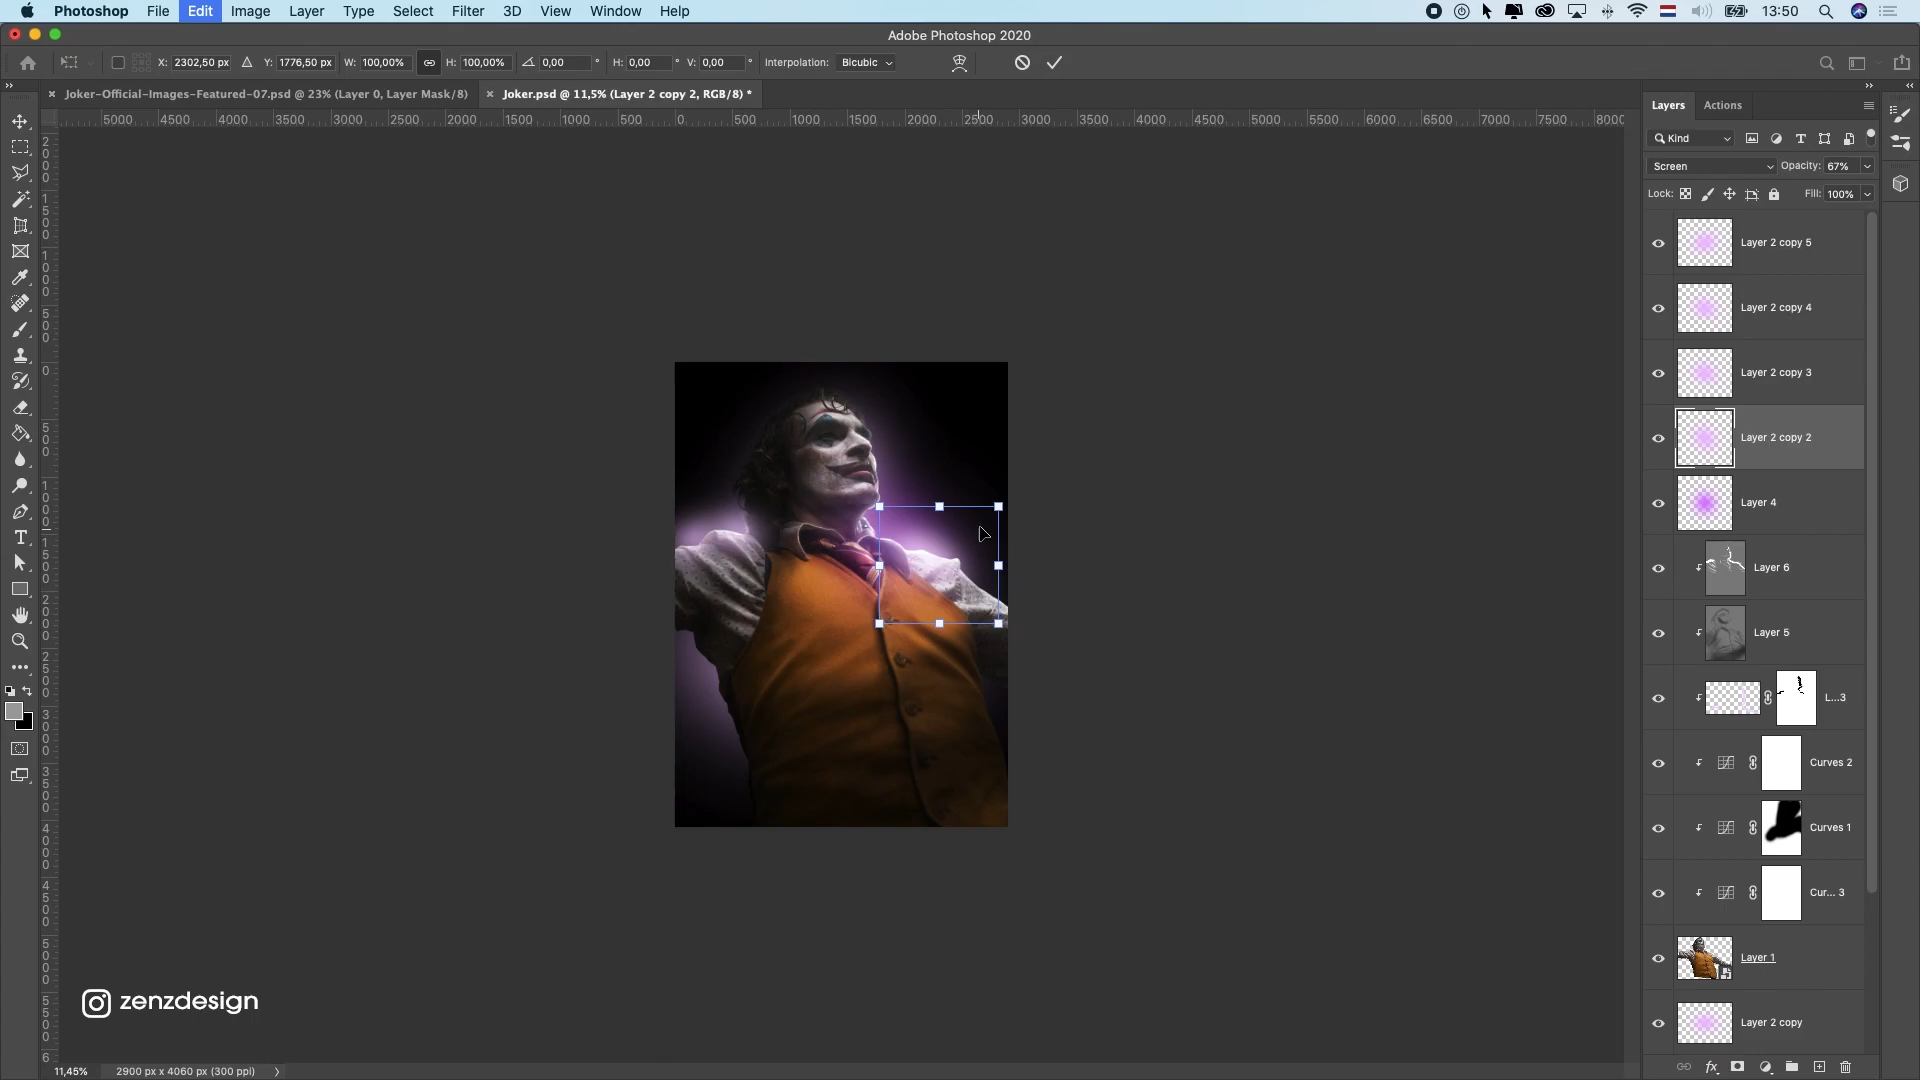 Photoshop File Edit Image Layer Type Select Filter 3D View Window Help 13:50
Adobe Photoshop 2020
X: 2302,50 px Y: 1776,50 px W: 100,00% H: 100,00% 0,00 ° H: 0,00 ° V: 0,00 ° Interpolation: Bicubic
Joker-Official-Images-Featured-07.psd @ 23% (Layer 0, Layer Mask/8) Joker.psd @ 11,5% (Layer 2 copy 2, RGB/8) *
5000 4500 4000 3500 3000 2500 2000 1500 1000 500 0 500 1000 1500 2000 2500 3000 3500 4000 4500 5000 5500 6000 6500 7000 7500 8000
Layers Actions
Kind
Screen Opacity: 67%
Lock: Fill: 100%
Layer 2 copy 5
Layer 2 copy 4
Layer 2 copy 3
Layer 2 copy 2
Layer 4
Layer 6
Layer 5
L...3
Curves 2
Curves 1
Cur... 3
Layer 1
Layer 2 copy
zenzdesign
11,45% 2900 px x 4060 px (300 ppi)